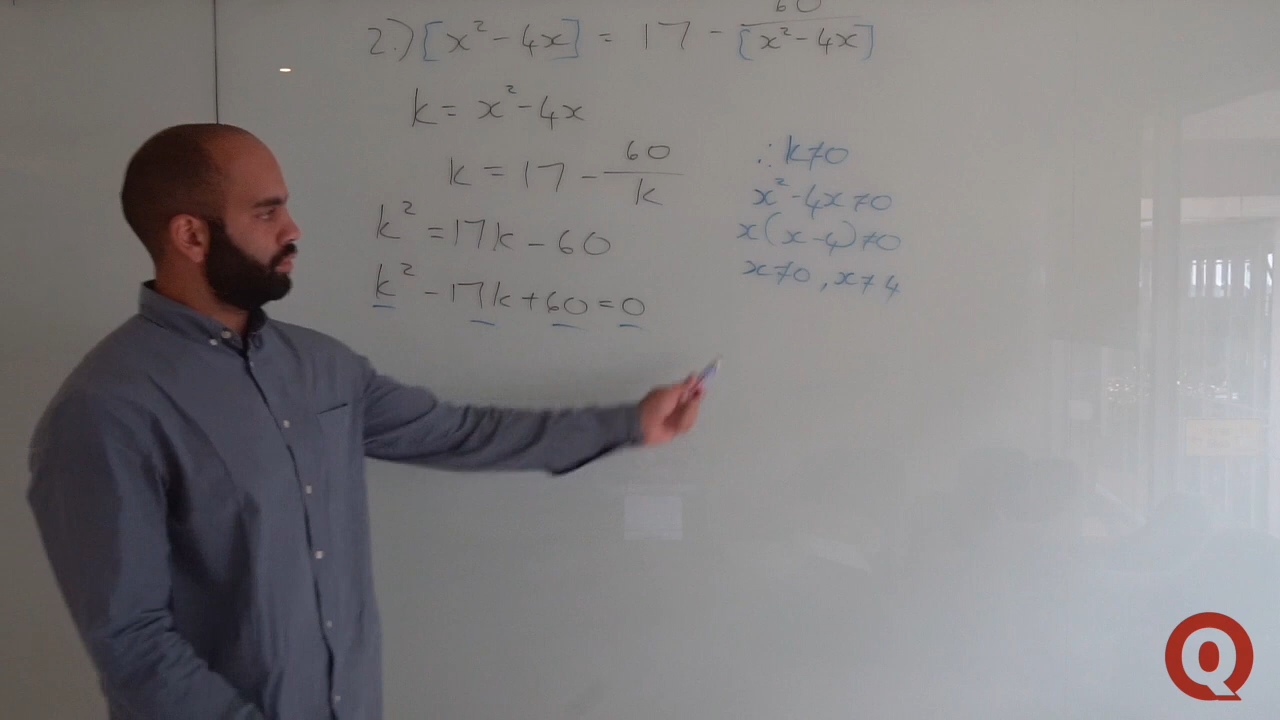 2.) [x² - 4x] = 17 - 60/[x² - 4x]
k = x² - 4x
k = 17 - 60/k
k² = 17k - 60
k² - 17k + 60 = 0
∴ k ≠ 0
x² - 4x ≠ 0
x(x - 4) ≠ 0
x ≠ 0, x ≠ 4
Q